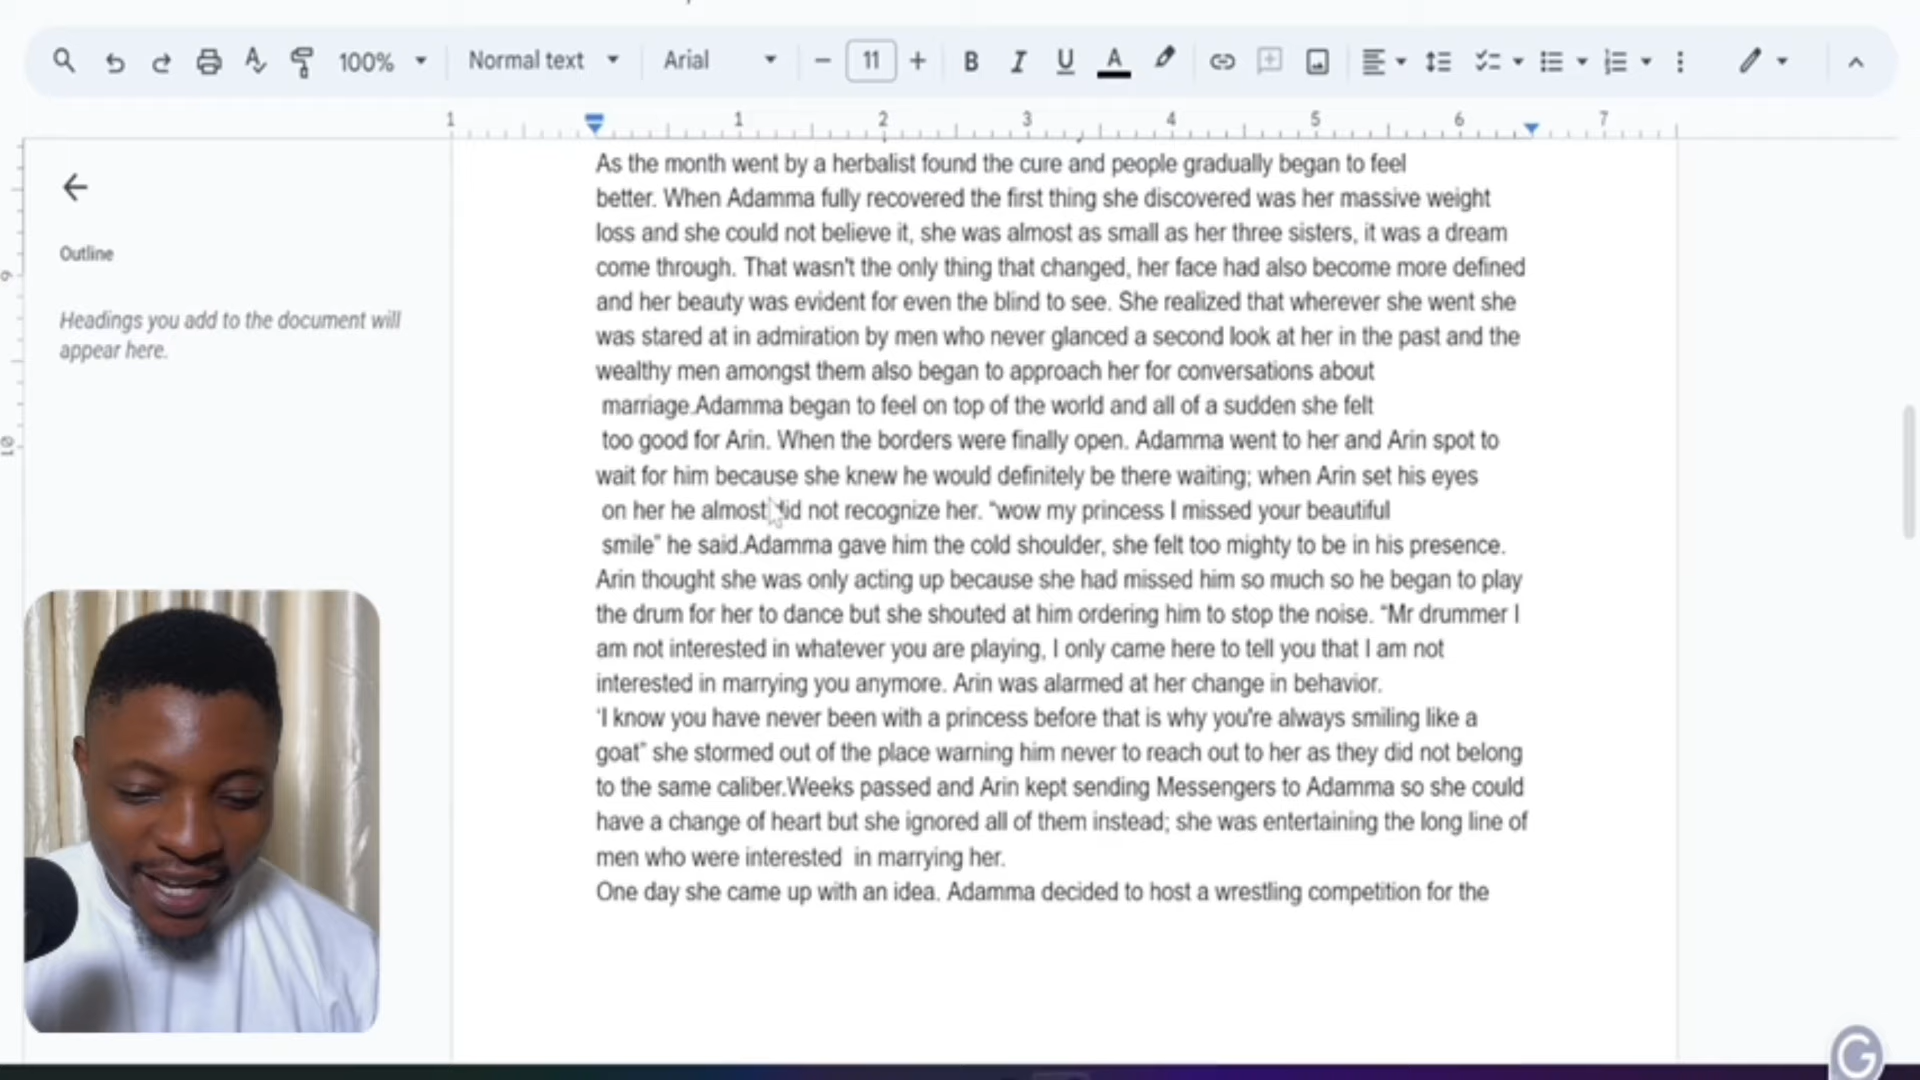 100%
Normal text
Arial
11
B
I
U
A
1
1
2
3
4
5
6
7
9
10
Outline
Headings you add to the document will
appear here.
As the month went by a herbalist found the cure and people gradually began to feel
better. When Adamma fully recovered the first thing she discovered was her massive weight
loss and she could not believe it, she was almost as small as her three sisters, it was a dream
come through. That wasn't the only thing that changed, her face had also become more defined
and her beauty was evident for even the blind to see. She realized that wherever she went she
was stared at in admiration by men who never glanced a second look at her in the past and the
wealthy men amongst them also began to approach her for conversations about
marriage.Adamma began to feel on top of the world and all of a sudden she felt
too good for Arin. When the borders were finally open. Adamma went to her and Arin spot to
wait for him because she knew he would definitely be there waiting; when Arin set his eyes
on her he almost did not recognize her. “wow my princess I missed your beautiful
smile” he said.Adamma gave him the cold shoulder, she felt too mighty to be in his presence.
Arin thought she was only acting up because she had missed him so much so he began to play
the drum for her to dance but she shouted at him ordering him to stop the noise. “Mr drummer I
am not interested in whatever you are playing, I only came here to tell you that I am not
interested in marrying you anymore. Arin was alarmed at her change in behavior.
‘I know you have never been with a princess before that is why you're always smiling like a
goat” she stormed out of the place warning him never to reach out to her as they did not belong
to the same caliber.Weeks passed and Arin kept sending Messengers to Adamma so she could
have a change of heart but she ignored all of them instead; she was entertaining the long line of
men who were interested  in marrying her.
One day she came up with an idea. Adamma decided to host a wrestling competition for the
G